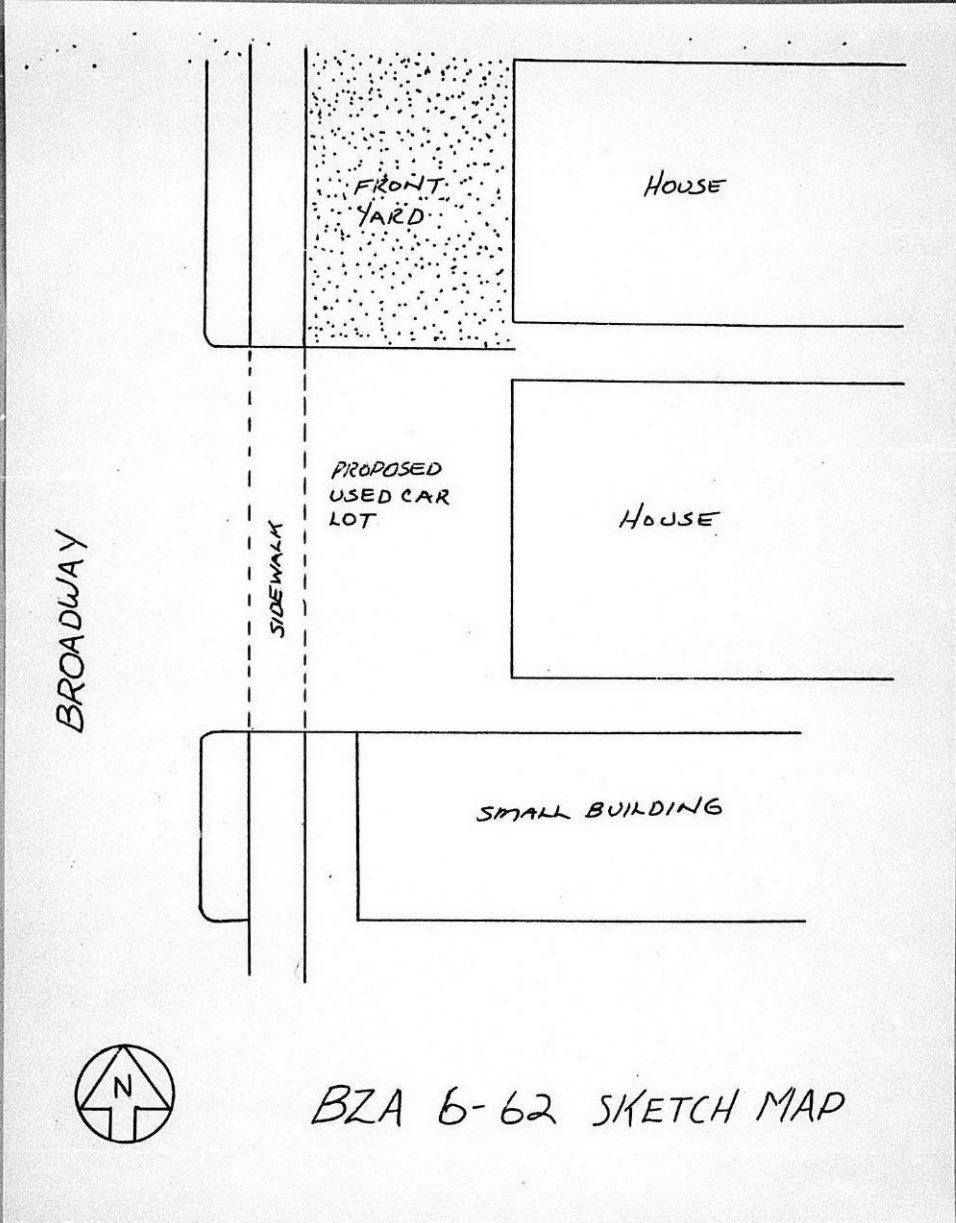 FRONT
YARD
HOUSE
PROPOSED
USED CAR
LOT
HOUSE
SIDEWALK
BROADWAY
SMALL BUILDING
N
BZA 6-62 SKETCH MAP